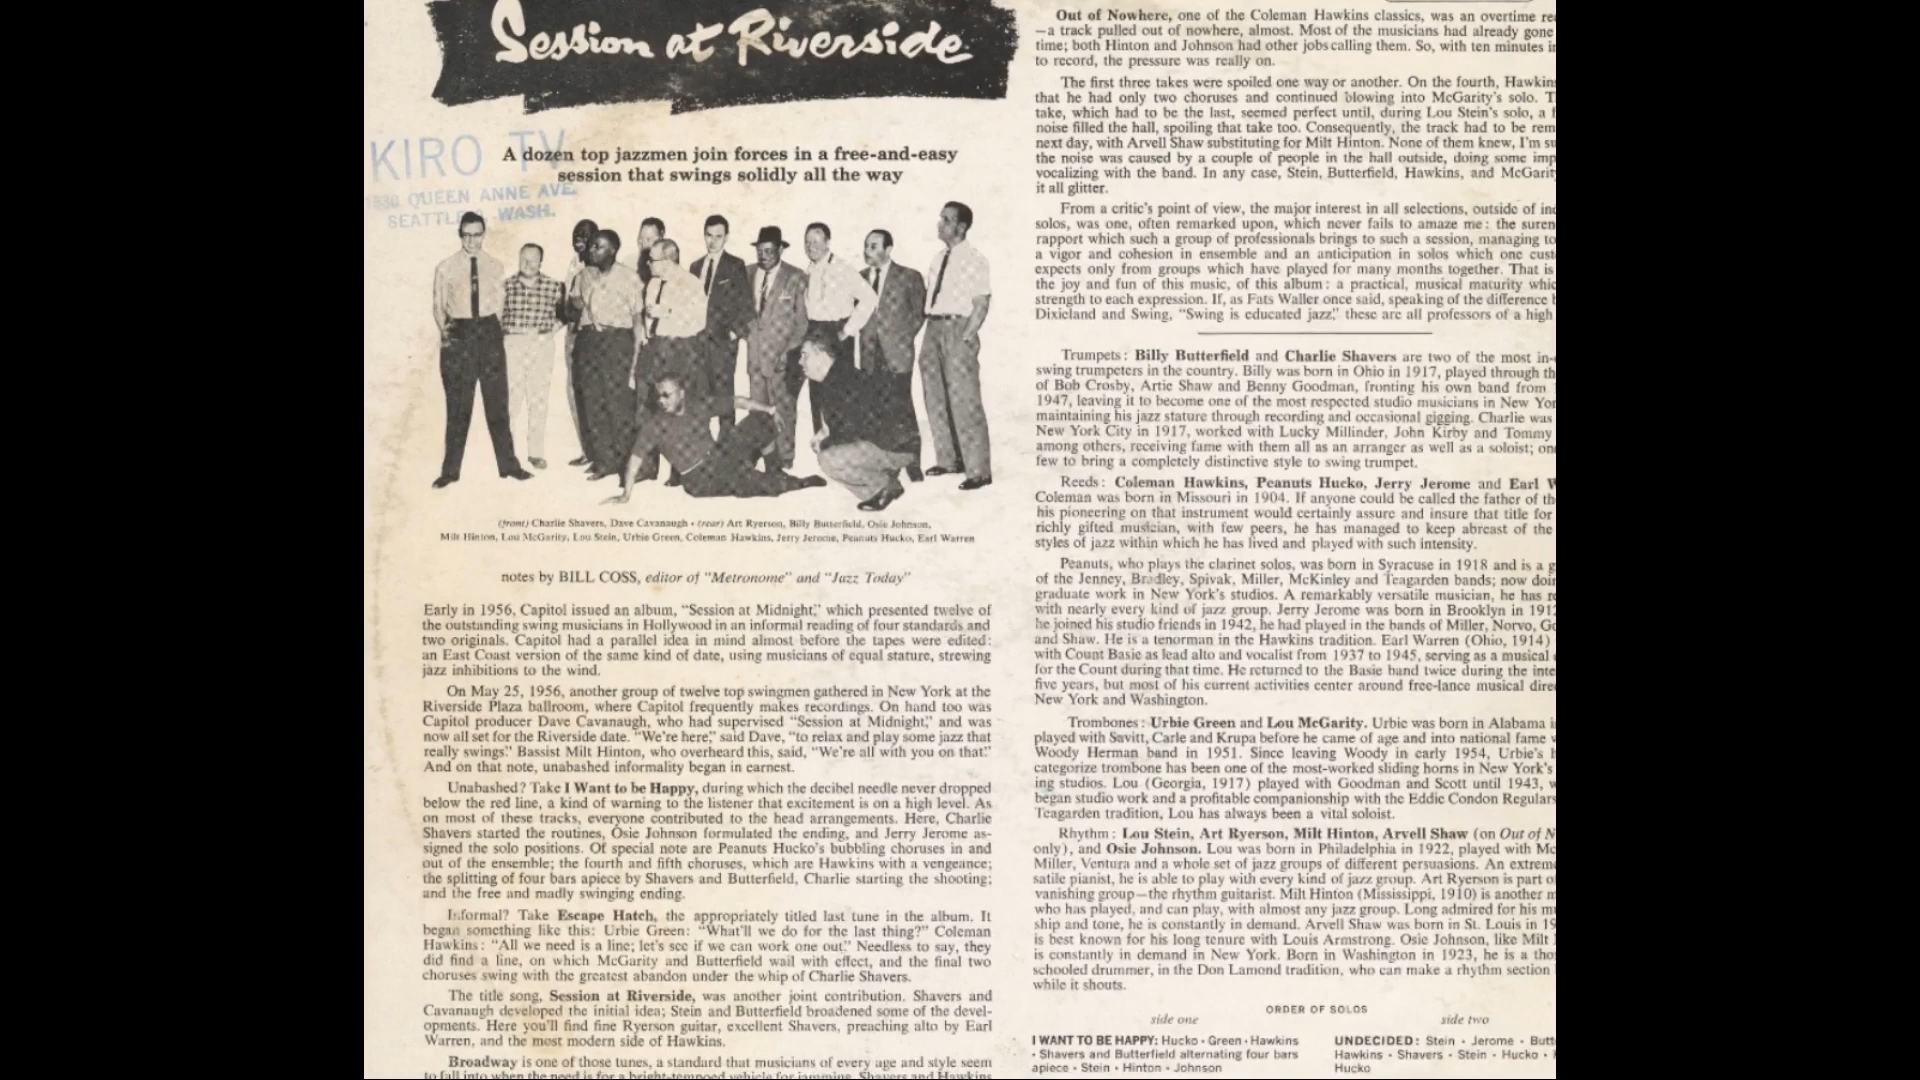 Session at Riverside
KIRO TV
QUEEN ANNE AVE.
SEATTLE WASH.
A dozen top jazzmen join forces in a free-and-easy
session that swings solidly all the way
(front) Charlie Shavers, Dave Cavanaugh • (rear) Art Ryerson, Billy Butterfield, Osie Johnson,
Milt Hinton, Lou McGarity, Lou Stein, Urbie Green, Coleman Hawkins, Jerry Jerome, Peanuts Hucko, Earl Warren
notes by BILL COSS, editor of "Metronome" and "Jazz Today"
Early in 1956, Capitol issued an album, "Session at Midnight," which presented twelve of
the outstanding swing musicians in Hollywood in an informal reading of four standards and
two originals. Capitol had a parallel idea in mind almost before the tapes were edited:
an East Coast version of the same kind of date, using musicians of equal stature, strewing
jazz inhibitions to the wind.
On May 25, 1956, another group of twelve top swingmen gathered in New York at the
Riverside Plaza ballroom, where Capitol frequently makes recordings. On hand too was
Capitol producer Dave Cavanaugh, who had supervised "Session at Midnight," and was
now all set for the Riverside date. "We're here," said Dave, "to relax and play some jazz that
really swings." Bassist Milt Hinton, who overheard this, said, "We're all with you on that."
And on that note, unabashed informality began in earnest.
Unabashed? Take I Want to be Happy, during which the decibel needle never dropped
below the red line, a kind of warning to the listener that excitement is on a high level. As
on most of these tracks, everyone contributed to the head arrangements. Here, Charlie
Shavers started the routines, Osie Johnson formulated the ending, and Jerry Jerome as-
signed the solo positions. Of special note are Peanuts Hucko's bubbling choruses in and
out of the ensemble; the fourth and fifth choruses, which are Hawkins with a vengeance;
the splitting of four bars apiece by Shavers and Butterfield, Charlie starting the shooting;
and the free and madly swinging ending.
Informal? Take Escape Hatch, the appropriately titled last tune in the album. It
began something like this: Urbie Green: "What'll we do for the last thing?" Coleman
Hawkins: "All we need is a line; let's see if we can work one out." Needless to say, they
did find a line, on which McGarity and Butterfield wail with effect, and the final two
choruses swing with the greatest abandon under the whip of Charlie Shavers.
The title song, Session at Riverside, was another joint contribution. Shavers and
Cavanaugh developed the initial idea; Stein and Butterfield broadened some of the devel-
opments. Here you'll find fine Ryerson guitar, excellent Shavers, preaching alto by Earl
Warren, and the most modern side of Hawkins.
Broadway is one of those tunes, a standard that musicians of every age and style seem
to fall into when the need is for a bright-tempoed vehicle for jamming. Shavers and Hawkins
Out of Nowhere, one of the Coleman Hawkins classics, was an overtime re
—a track pulled out of nowhere, almost. Most of the musicians had already gone
time; both Hinton and Johnson had other jobs calling them. So, with ten minutes i
to record, the pressure was really on.
The first three takes were spoiled one way or another. On the fourth, Hawkins
that he had only two choruses and continued blowing into McGarity's solo. T
take, which had to be the last, seemed perfect until, during Lou Stein's solo, a
noise filled the hall, spoiling that take too. Consequently, the track had to be rem
next day, with Arvell Shaw substituting for Milt Hinton. None of them knew, I'm su
the noise was caused by a couple of people in the hall outside, doing some imp
vocalizing with the band. In any case, Stein, Butterfield, Hawkins, and McGarit
it all glitter.
From a critic's point of view, the major interest in all selections, outside of in
solos, was one, often remarked upon, which never fails to amaze me: the suren
rapport which such a group of professionals brings to such a session, managing to
a vigor and cohesion in ensemble and an anticipation in solos which one cust
expects only from groups which have played for many months together. That is
the joy and fun of this music, of this album: a practical, musical maturity whic
strength to each expression. If, as Fats Waller once said, speaking of the difference b
Dixieland and Swing, "Swing is educated jazz," these are all professors of a high
Trumpets: Billy Butterfield and Charlie Shavers are two of the most in-
swing trumpeters in the country. Billy was born in Ohio in 1917, played through th
of Bob Crosby, Artie Shaw and Benny Goodman, fronting his own band from
1947, leaving it to become one of the most respected studio musicians in New Yor
maintaining his jazz stature through recording and occasional gigging. Charlie was
New York City in 1917, worked with Lucky Millinder, John Kirby and Tommy
among others, receiving fame with them all as an arranger as well as a soloist; on
few to bring a completely distinctive style to swing trumpet.
Reeds: Coleman Hawkins, Peanuts Hucko, Jerry Jerome and Earl W
Coleman was born in Missouri in 1904. If anyone could be called the father of th
his pioneering on that instrument would certainly assure and insure that title for
richly gifted musician, with few peers, he has managed to keep abreast of the
styles of jazz within which he has lived and played with such intensity.
Peanuts, who plays the clarinet solos, was born in Syracuse in 1918 and is a g
of the Jenney, Bradley, Spivak, Miller, McKinley and Teagarden bands; now doin
graduate work in New York's studios. A remarkably versatile musician, he has re
with nearly every kind of jazz group. Jerry Jerome was born in Brooklyn in 1912
he joined his studio friends in 1942, he had played in the bands of Miller, Norvo, Go
and Shaw. He is a tenorman in the Hawkins tradition. Earl Warren (Ohio, 1914)
with Count Basie as lead alto and vocalist from 1937 to 1945, serving as a musical
for the Count during that time. He returned to the Basie band twice during the inte
five years, but most of his current activities center around free-lance musical dire
New York and Washington.
Trombones: Urbie Green and Lou McGarity. Urbie was born in Alabama i
played with Savitt, Carle and Krupa before he came of age and into national fame w
Woody Herman band in 1951. Since leaving Woody in early 1954, Urbie's h
categorize trombone has been one of the most-worked sliding horns in New York's
ing studios. Lou (Georgia, 1917) played with Goodman and Scott until 1943, w
began studio work and a profitable companionship with the Eddie Condon Regulars
Teagarden tradition, Lou has always been a vital soloist.
Rhythm: Lou Stein, Art Ryerson, Milt Hinton, Arvell Shaw (on Out of N
only), and Osie Johnson. Lou was born in Philadelphia in 1922, played with Mc
Miller, Ventura and a whole set of jazz groups of different persuasions. An extreme
satile pianist, he is able to play with every kind of jazz group. Art Ryerson is part o
vanishing group—the rhythm guitarist. Milt Hinton (Mississippi, 1910) is another m
who has played, and can play, with almost any jazz group. Long admired for his mu
ship and tone, he is constantly in demand. Arvell Shaw was born in St. Louis in 19
is best known for his long tenure with Louis Armstrong. Osie Johnson, like Milt
is constantly in demand in New York. Born in Washington in 1923, he is a tho
schooled drummer, in the Don Lamond tradition, who can make a rhythm section
while it shouts.
ORDER OF SOLOS
side one
side two
I WANT TO BE HAPPY: Hucko • Green • Hawkins
• Shavers and Butterfield alternating four bars
apiece • Stein • Hinton • Johnson
UNDECIDED: Stein • Jerome • Butt
Hawkins • Shavers • Stein • Hucko •
Hucko